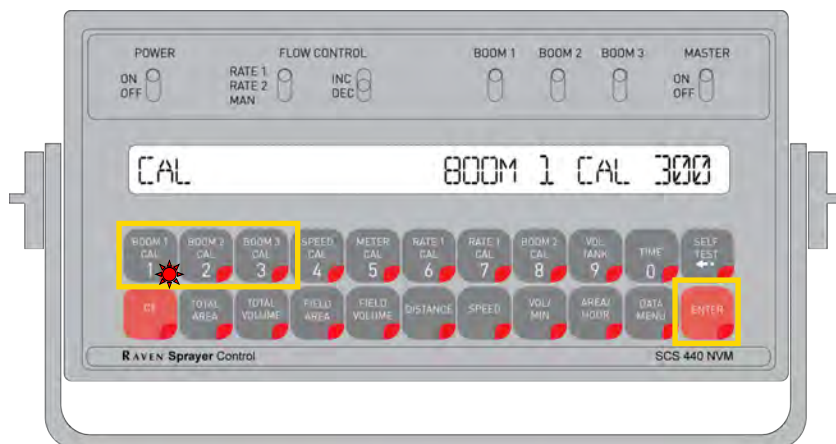 POWER FLOW CONTROL BOOM 1 BOOM 2 BOOM 3 MASTER
ON OFF RATE 1 RATE 2 MAN INC DEC ON OFF
CAL BOOM 1 CAL 300
BOOM 1 CAL 1 BOOM 2 CAL 2 BOOM 3 CAL 3 SPEED CAL 4 METER CAL 5 RATE 1 CAL 6 RATE 1 CAL 7 BOOM 2 CAL 8 VOL TANK 9 TIME 0 SELF TEST
CE TOTAL AREA TOTAL VOLUME FIELD AREA FIELD VOLUME DISTANCE SPEED VOL/ MIN AREA/ HOUR DATA MENU ENTER
RAVEN Sprayer Control SCS 440 NVM